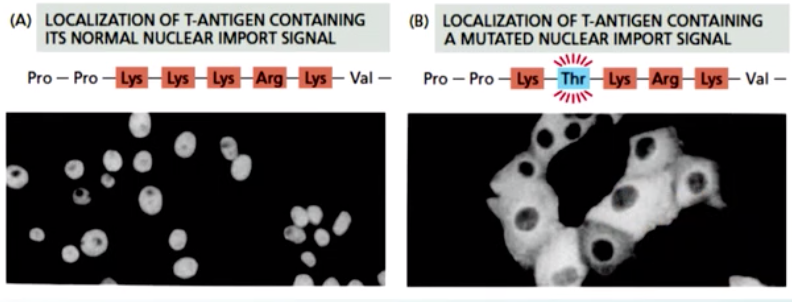 (A) LOCALIZATION OF T-ANTIGEN CONTAINING
ITS NORMAL NUCLEAR IMPORT SIGNAL
Pro — Pro — Lys — Lys — Lys — Arg — Lys — Val —
(B) LOCALIZATION OF T-ANTIGEN CONTAINING
A MUTATED NUCLEAR IMPORT SIGNAL
Pro — Pro — Lys — Thr — Lys — Arg — Lys — Val —